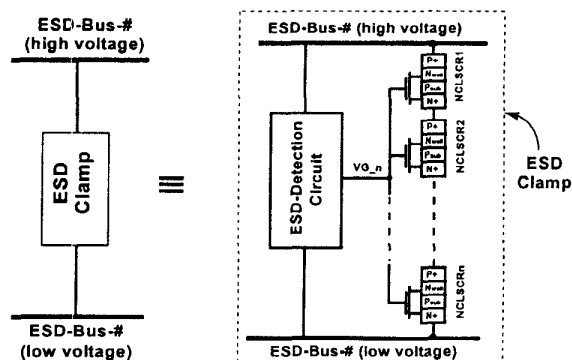 ESD-Bus-#
(high voltage)
ESD
Clamp
ESD-Bus-#
(low voltage)
ESD-Bus-# (high voltage)
ESD-Detection
Circuit
VG_n
P+
Nwell
Psub
N+
NCLSCR1
P+
Nwell
Psub
N+
NCLSCR2
P+
Nwell
Psub
N+
NCLSCRn
ESD-Bus-# (low voltage)
ESD
Clamp